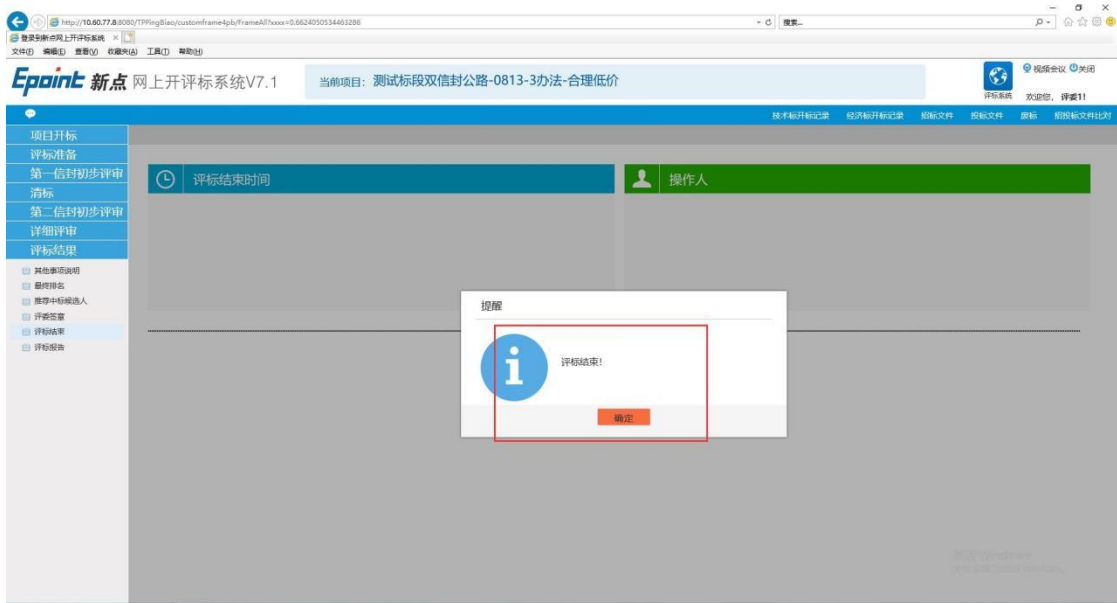 http://10.80.77.8:8080/TPPingBiao/customframe4pb/FrameAll?xxxx=0.8624050534463286
搜索...
登录到新点网上开评标系统
文件(F) 编辑(E) 查看(V) 收藏夹(A) 工具(T) 帮助(H)
Epoint 新点 网上开评标系统V7.1
当前项目：测试标段双信封公路-0813-3办法-合理低价
评标系统
视频会议 关闭
欢迎您，评委1!
技术标开标记录 经济标开标记录 招标文件 投标文件 废标 招投标文件比对
项目开标
评标准备
第一信封初步评审
清标
第二信封初步评审
详细评审
评标结果
其他事项说明
最终排名
推荐中标候选人
评委签章
评标结束
评标报告
评标结束时间
操作人
提醒
评标结束!
确定